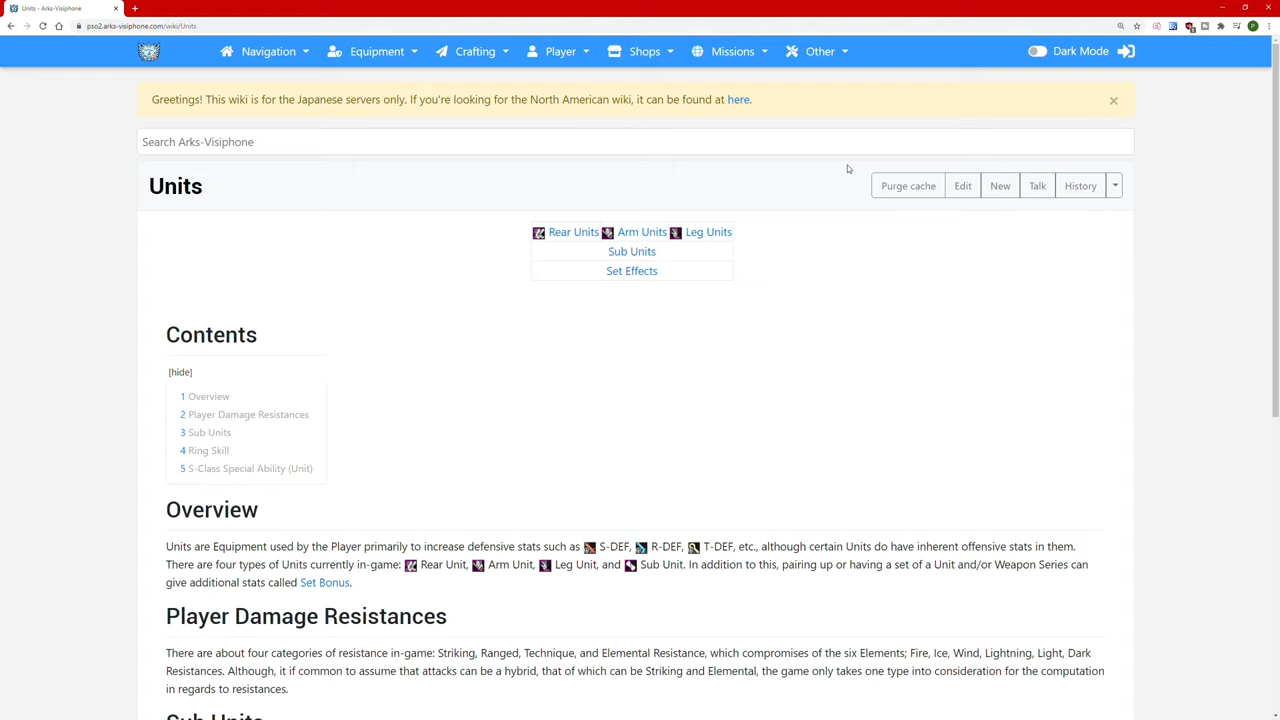 Units - Arks-Visiphone
pso2.arks-visiphone.com/wiki/Units
Navigation Equipment Crafting Player Shops Missions Other Dark Mode
Greetings! This wiki is for the Japanese servers only. If you're looking for the North American wiki, it can be found at here.
Search Arks-Visiphone
Units
Purge cache Edit New Talk History
Rear Units Arm Units Leg Units
Sub Units
Set Effects
Contents
[hide]
1 Overview
2 Player Damage Resistances
3 Sub Units
4 Ring Skill
5 S-Class Special Ability (Unit)
Overview
Units are Equipment used by the Player primarily to increase defensive stats such as S-DEF, R-DEF, T-DEF, etc., although certain Units do have inherent offensive stats in them.
There are four types of Units currently in-game: Rear Unit, Arm Unit, Leg Unit, and Sub Unit. In addition to this, pairing up or having a set of a Unit and/or Weapon Series can
give additional stats called Set Bonus.
Player Damage Resistances
There are about four categories of resistance in-game: Striking, Ranged, Technique, and Elemental Resistance, which compromises of the six Elements; Fire, Ice, Wind, Lightning, Light, Dark
Resistances. Although, it if common to assume that attacks can be a hybrid, that of which can be Striking and Elemental, the game only takes one type into consideration for the computation
in regards to resistances.
Sub Units